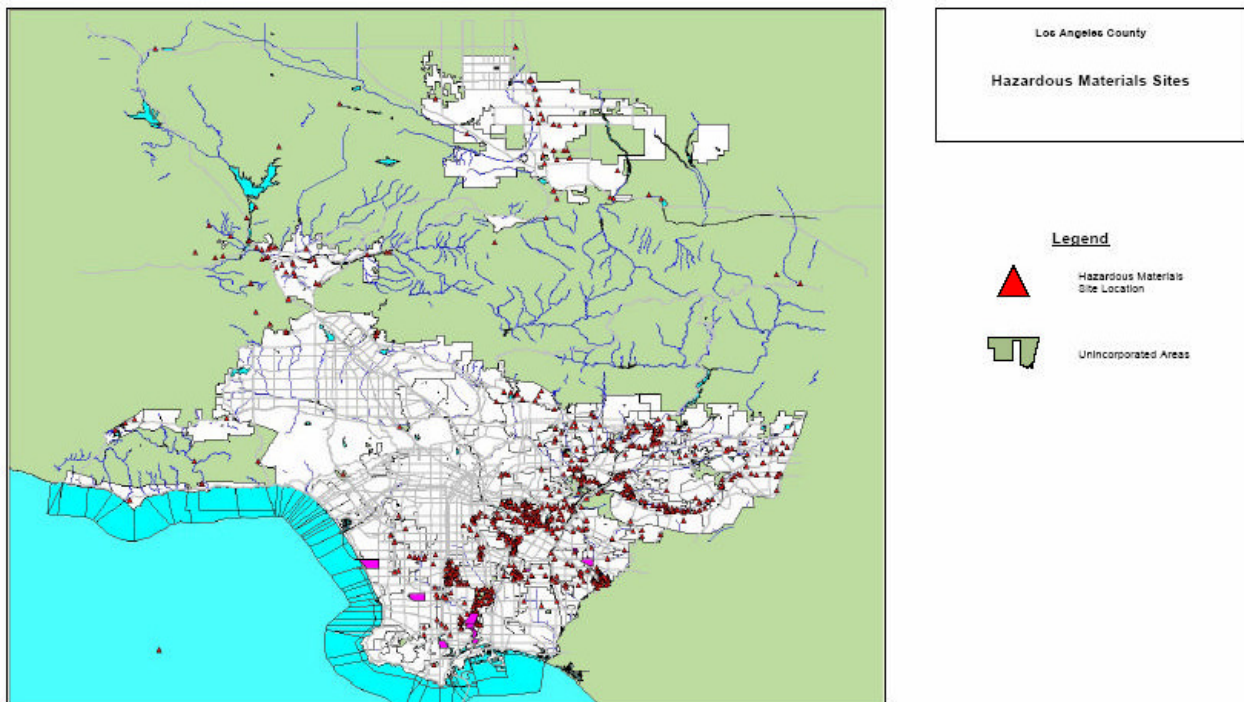 Los Angeles County
Hazardous Materials Sites
Legend
Hazardous Materials
Site Location
Unincorporated Areas